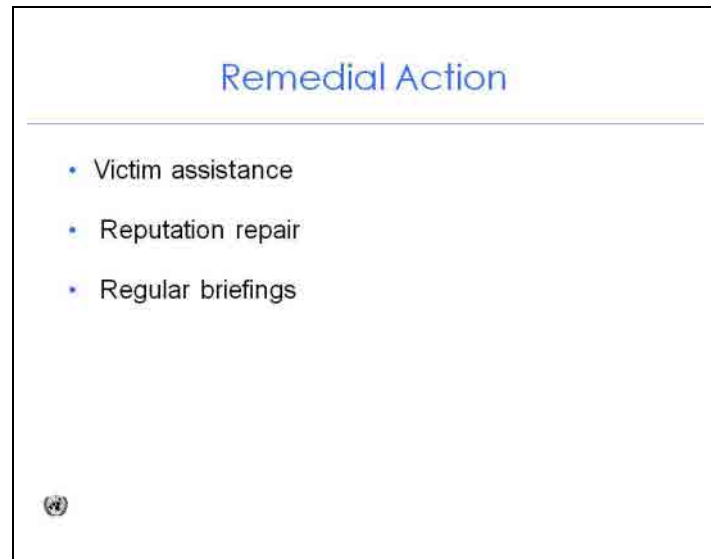 Remedial Action
• Victim assistance
• Reputation repair
• Regular briefings